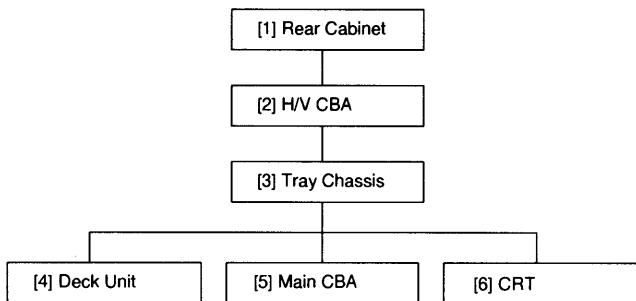 [1] Rear Cabinet
[2] H/V CBA
[3] Tray Chassis
[4] Deck Unit
[5] Main CBA
[6] CRT